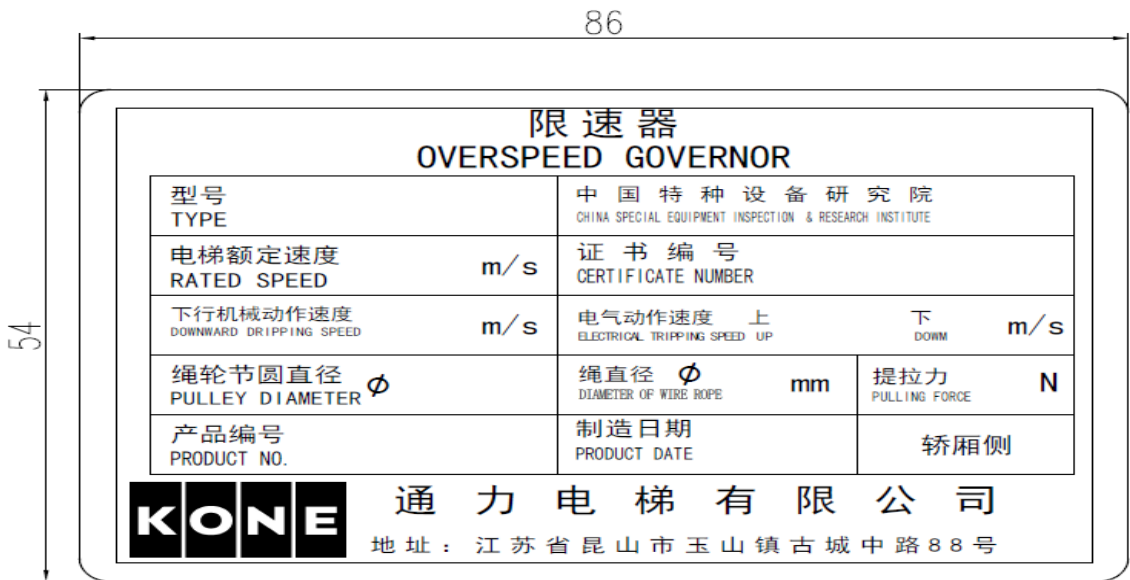 86
54
限速器
OVERSPEED GOVERNOR
型号
TYPE
中国特种设备研究院
CHINA SPECIAL EQUIPMENT INSPECTION & RESEARCH INSTITUTE
电梯额定速度
RATED SPEED
m/s
证书编号
CERTIFICATE NUMBER
下行机械动作速度
DOWNWARD DRIPPING SPEED
m/s
电气动作速度 上 下
ELECTRICAL TRIPPING SPEED UP DOWM
m/s
绳轮节圆直径
PULLEY DIAMETER
Φ
绳直径 Φ
DIAMETER OF WIRE ROPE
mm
提拉力
PULLING FORCE
N
产品编号
PRODUCT NO.
制造日期
PRODUCT DATE
轿厢侧
KONE
通力电梯有限公司
地址：江苏省昆山市玉山镇古城中路88号